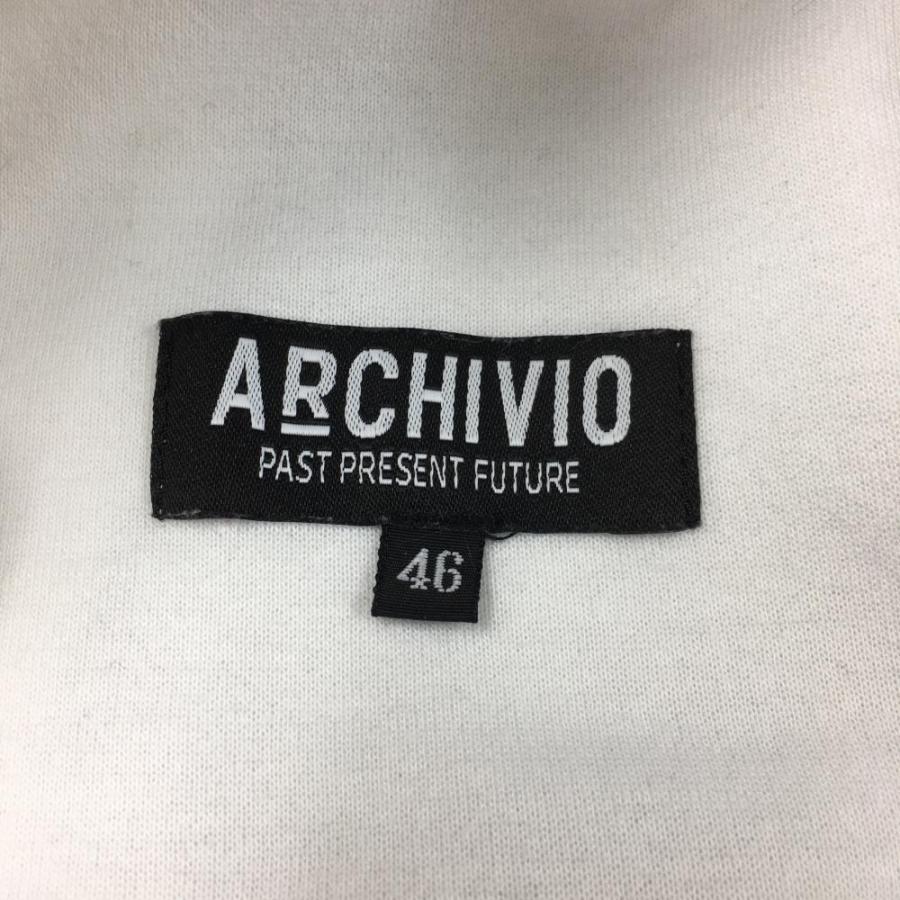 ARCHIVIO
PAST PRESENT FUTURE
46